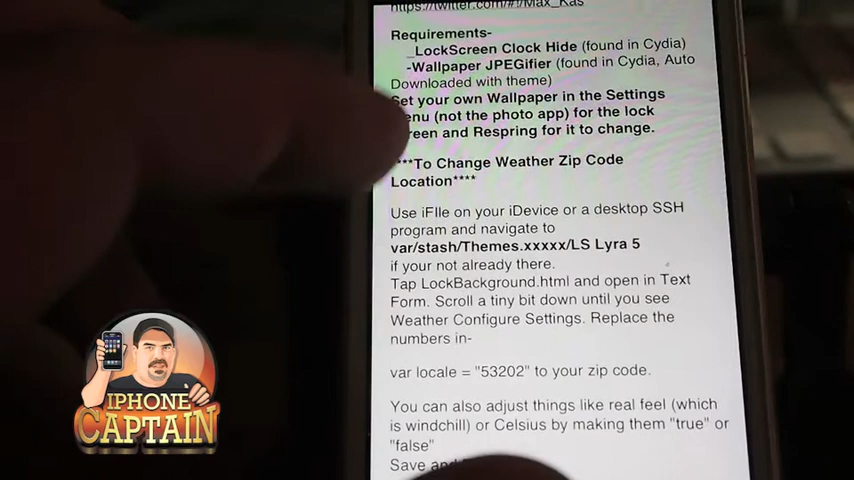 https://twitter.com/#!/Max_Kas
Requirements-
_LockScreen Clock Hide (found in Cydia)
-Wallpaper JPEGifier (found in Cydia, Auto
Downloaded with theme)
Set your own Wallpaper in the Settings
enu (not the photo app) for the lock
reen and Respring for it to change.
***To Change Weather Zip Code
Location****
Use iFIle on your iDevice or a desktop SSH
program and navigate to
var/stash/Themes.xxxxx/LS Lyra 5
if your not already there.
Tap LockBackground.html and open in Text
Form. Scroll a tiny bit down until you see
Weather Configure Settings. Replace the
numbers in-
var locale = "53202" to your zip code.
You can also adjust things like real feel (which
is windchill) or Celsius by making them "true" or
"false"
Save and
IPHONE
CAPTAIN